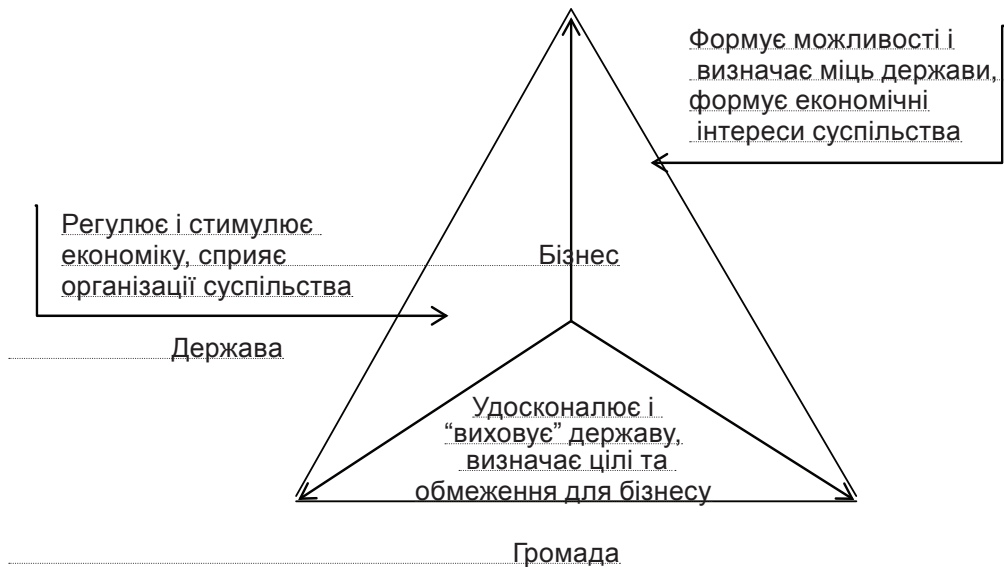 Формує можливості і
визначає міць держави,
формує економічні
інтереси суспільства
Регулює і стимулює
економіку, сприяє
організації суспільства
Бізнес
Держава
Удосконалює і
“виховує” державу,
визначає цілі та
обмеження для бізнесу
Громада